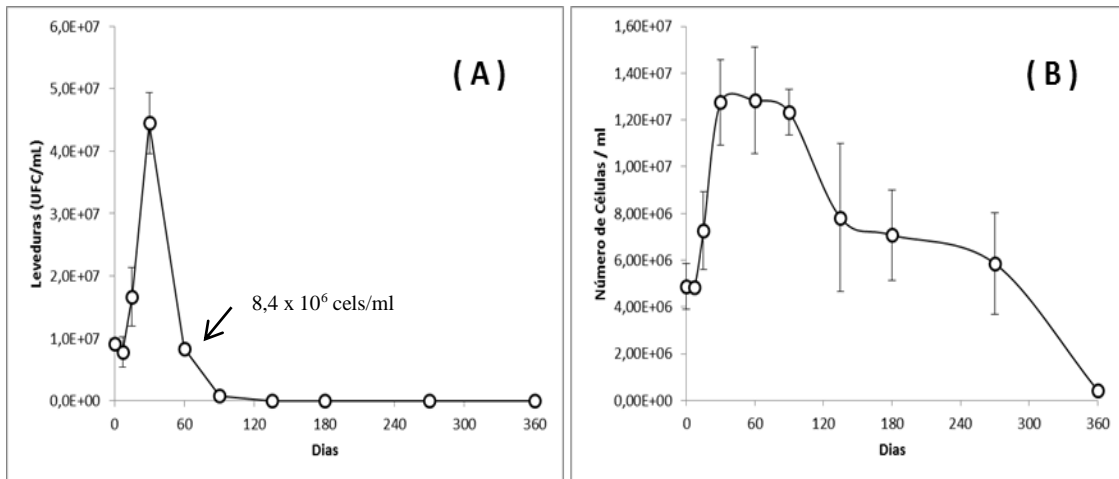 ( A )
Leveduras (UFC/mL)
6,0E+07
5,0E+07
4,0E+07
3,0E+07
2,0E+07
1,0E+07
0,0E+00
8,4 x 10⁶ cels/ml
0 60 120 180 240 300 360
Dias
( B )
Número de Células / ml
1,60E+07
1,40E+07
1,20E+07
1,00E+07
8,00E+06
6,00E+06
4,00E+06
2,00E+06
0,00E+00
0 60 120 180 240 300 360
Dias